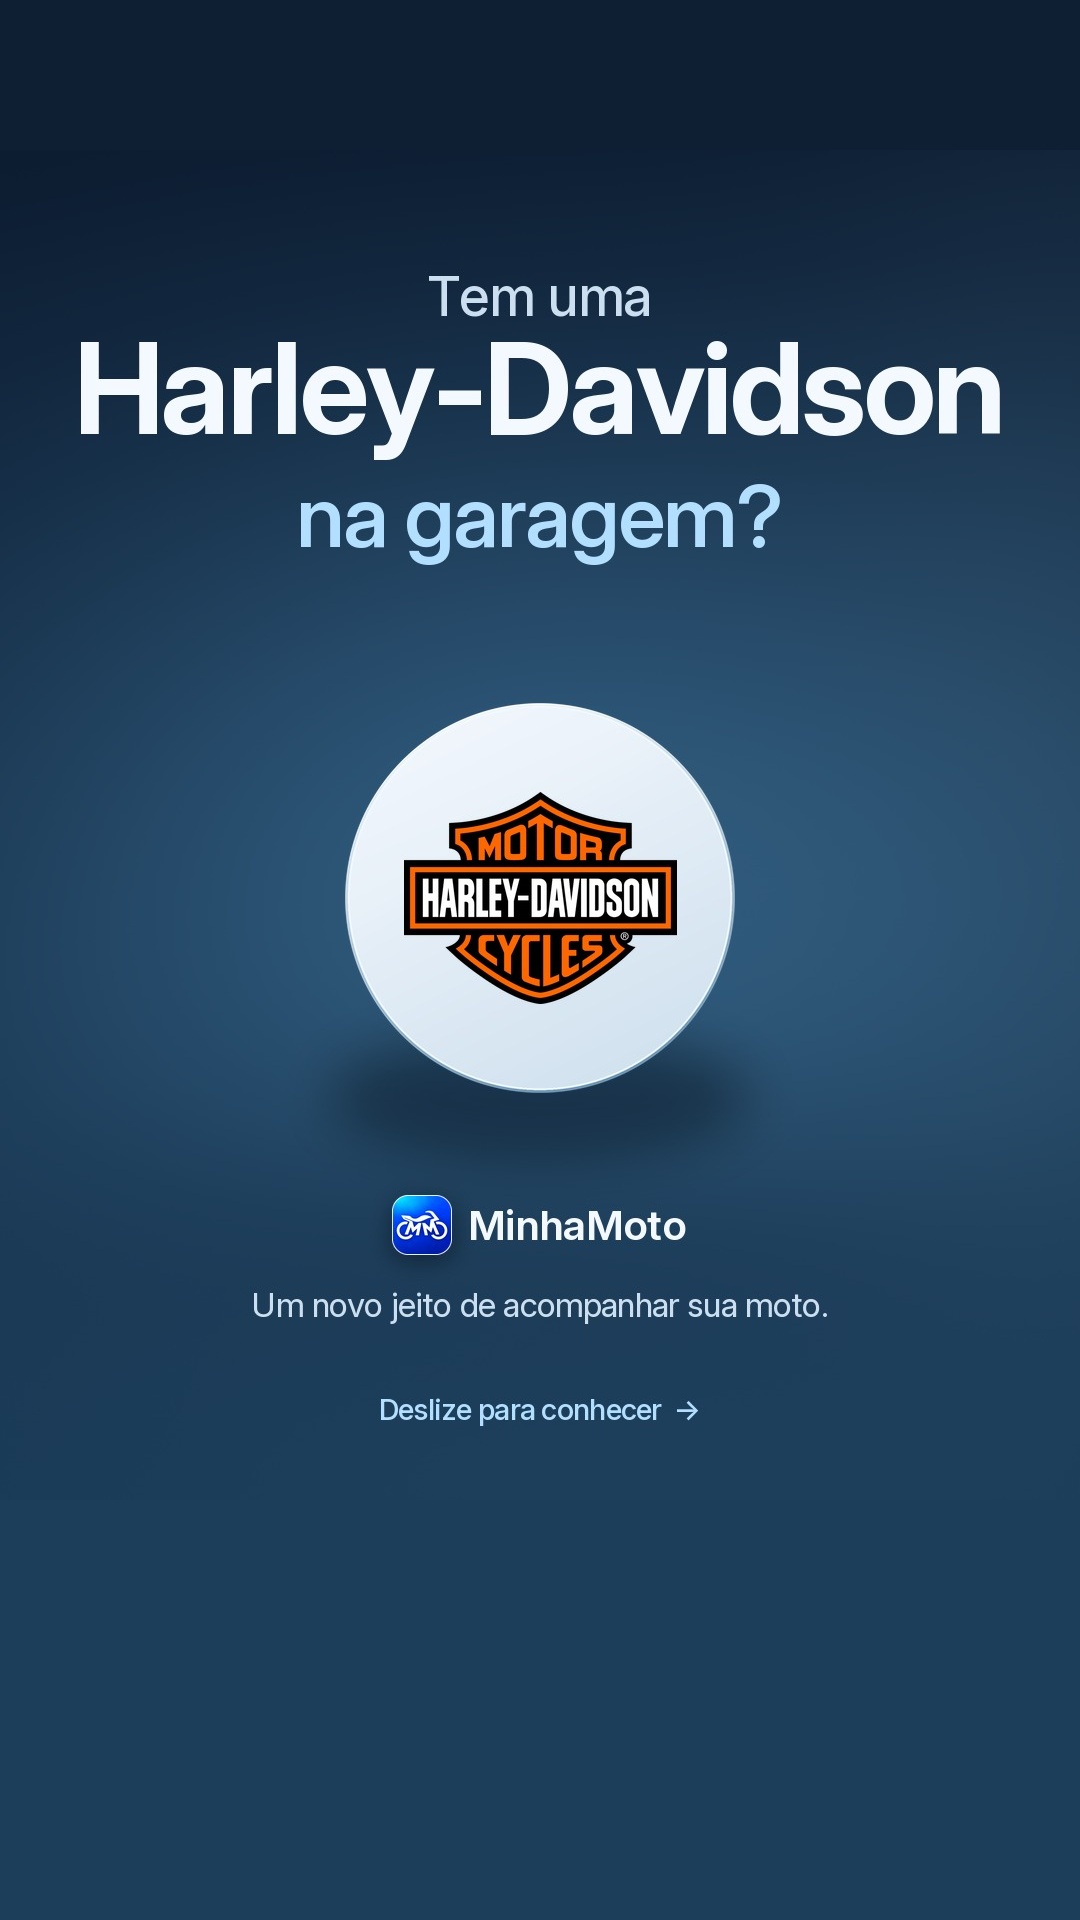 Tem uma
Harley-Davidson
na garagem?
MOTOR
HARLEY-DAVIDSON
CYCLES
®
MM MinhaMoto
Um novo jeito de acompanhar sua moto.
Deslize para conhecer →